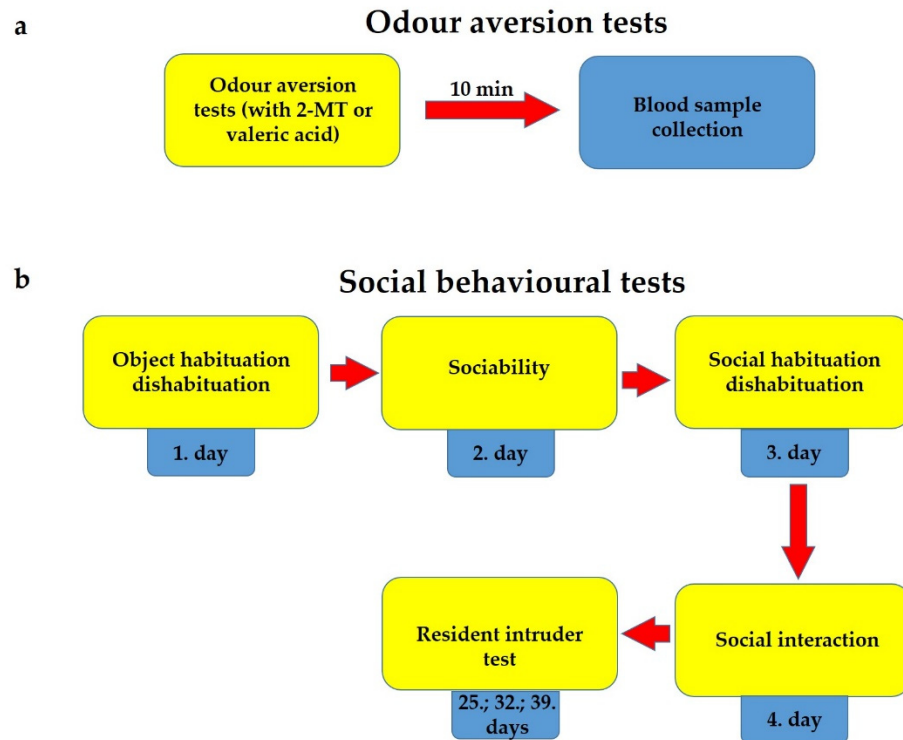 a
Odour aversion tests
Odour aversion
tests (with 2-MT or
valeric acid)
10 min
Blood sample
collection
b
Social behavioural tests
Object habituation
dishabituation
1. day
Sociability
2. day
Social habituation
dishabituation
3. day
Resident intruder
test
25.; 32.; 39.
days
Social interaction
4. day